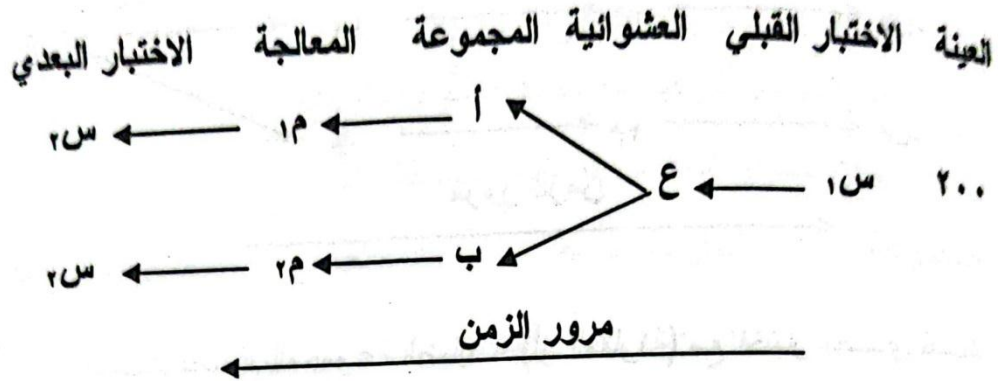 العينة الاختبار القبلي العشوائية المجموعة المعالجة الاختبار البعدي
أ م١ س٢
٢٠٠ س١ ع
ب م٢ س٢
مرور الزمن